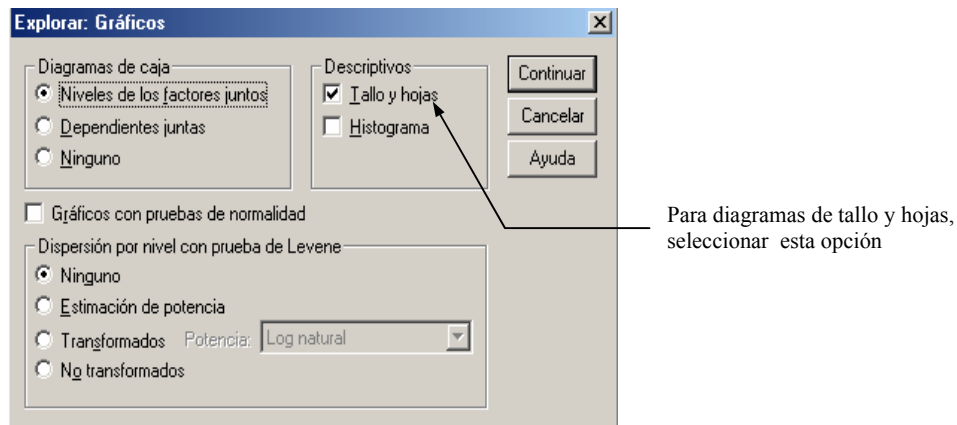 Explorar: Gráficos
Diagramas de caja
Niveles de los factores juntos
Dependientes juntas
Ninguno
Descriptivos
Tallo y hojas
Histograma
Continuar
Cancelar
Ayuda
Gráficos con pruebas de normalidad
Dispersión por nivel con prueba de Levene
Ninguno
Estimación de potencia
Transformados Potencia: Log natural
No transformados
Para diagramas de tallo y hojas,
seleccionar esta opción